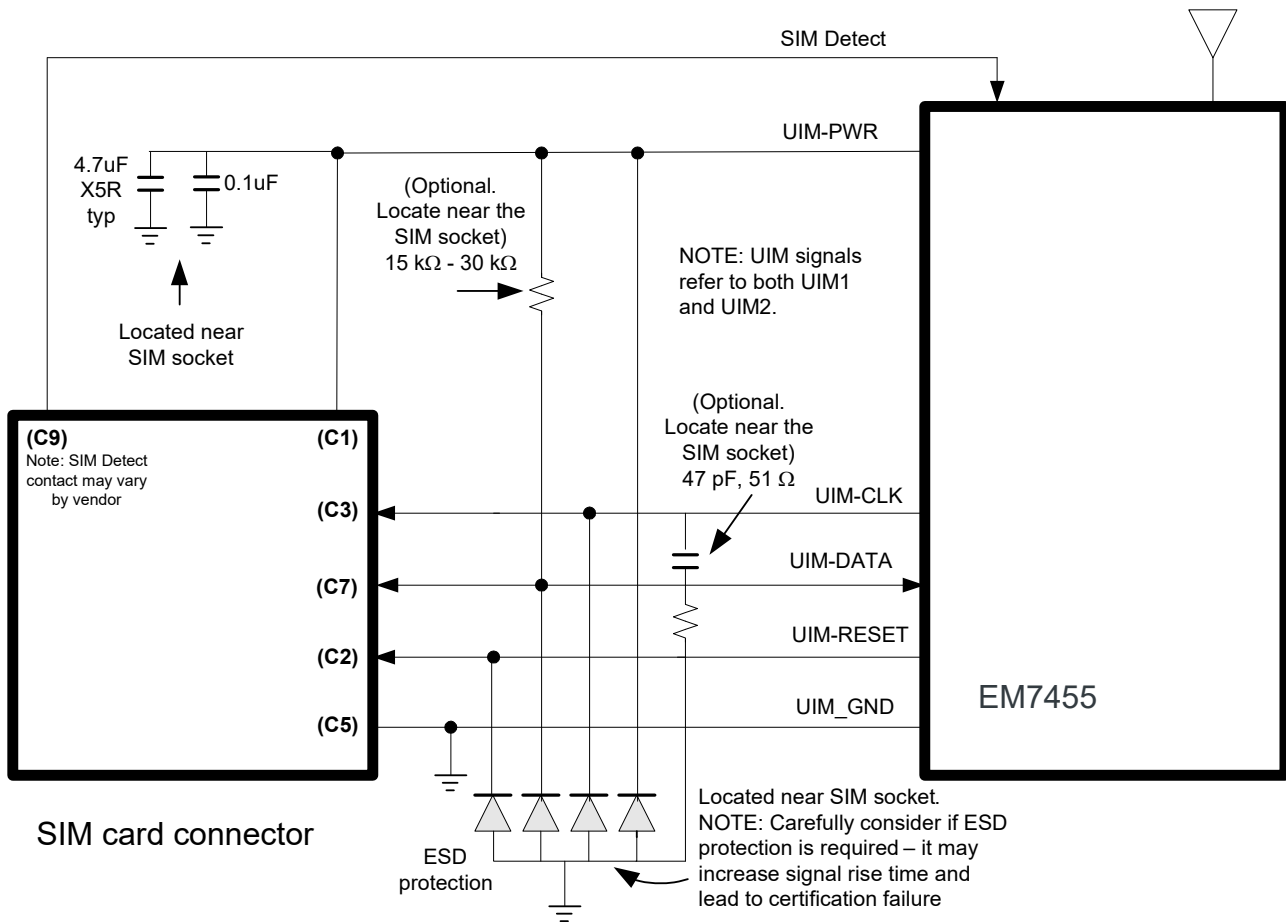 SIM Detect
UIM-PWR
4.7uF
X5R
typ
0.1uF
(Optional.
Locate near the
SIM socket)
15 kΩ - 30 kΩ
NOTE: UIM signals
refer to both UIM1
and UIM2.
Located near
SIM socket
(C9)
Note: SIM Detect
contact may vary
by vendor
(C1)
(Optional.
Locate near the
SIM socket)
47 pF, 51 Ω
(C3)
UIM-CLK
(C7)
UIM-DATA
(C2)
UIM-RESET
(C5)
UIM_GND
EM7455
SIM card connector
ESD
protection
Located near SIM socket.
NOTE: Carefully consider if ESD
protection is required – it may
increase signal rise time and
lead to certification failure